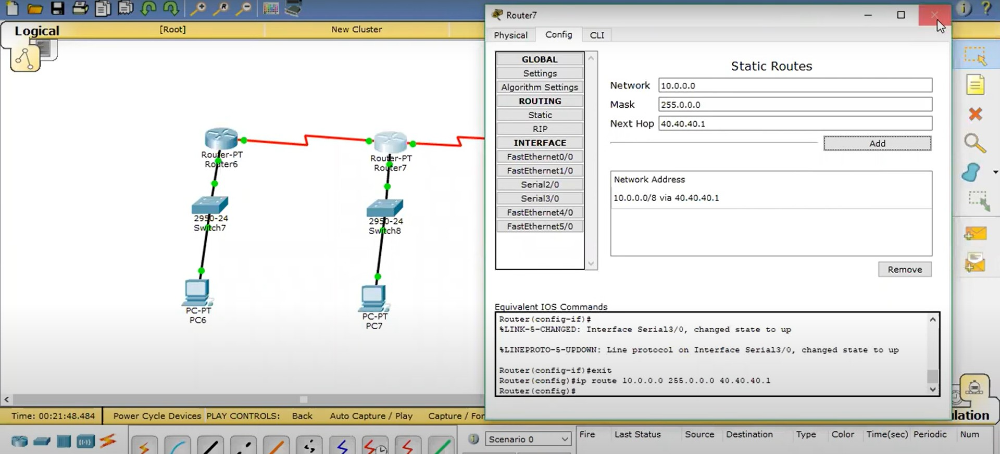 Logical
[Root]
New Cluster
Router-PT
Router6
Router-PT
Router7
2950-24
Switch7
2950-24
Switch8
PC-PT
PC6
PC-PT
PC7
Router7
Physical
Config
CLI
GLOBAL
Settings
Algorithm Settings
ROUTING
Static
RIP
INTERFACE
FastEthernet0/0
FastEthernet1/0
Serial2/0
Serial3/0
FastEthernet4/0
FastEthernet5/0
Static Routes
Network 10.0.0.0
Mask 255.0.0.0
Next Hop 40.40.40.1
Add
Network Address
10.0.0.0/8 via 40.40.40.1
Remove
Equivalent IOS Commands
Router(config-if)#
%LINK-5-CHANGED: Interface Serial3/0, changed state to up
%LINEPROTO-5-UPDOWN: Line protocol on Interface Serial3/0, changed state to up
Router(config-if)#exit
Router(config)#ip route 10.0.0.0 255.0.0.0 40.40.40.1
Router(config)#
Time: 00:21:48.484
Power Cycle Devices PLAY CONTROLS: Back Auto Capture / Play Capture / For
lation
Scenario 0
Fire Last Status Source Destination Type Color Time(sec) Periodic Num